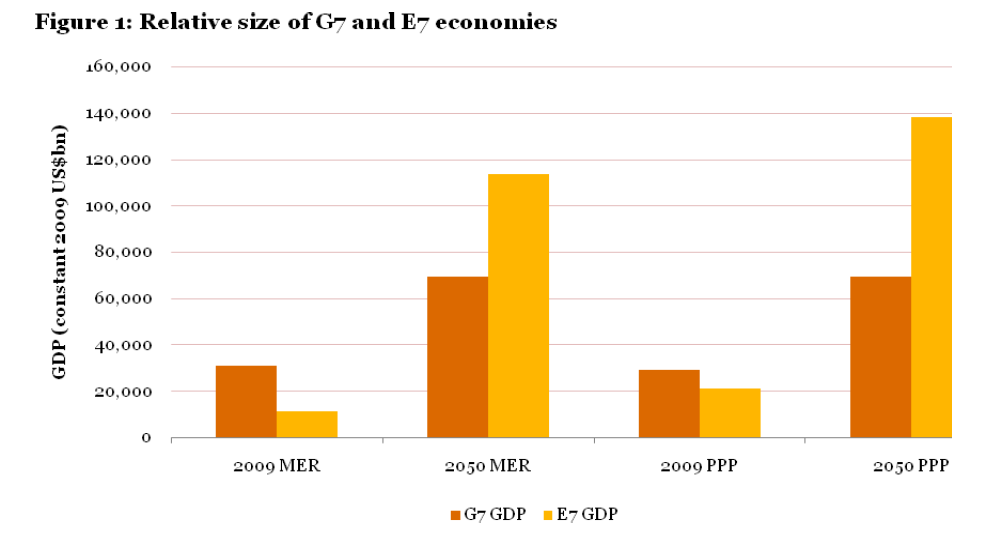 Figure 1: Relative size of G7 and E7 economies
160,000
140,000
120,000
100,000
80,000
60,000
40,000
20,000
0
GDP (constant 2009 US$bn)
2009 MER 2050 MER 2009 PPP 2050 PPP
G7 GDP E7 GDP